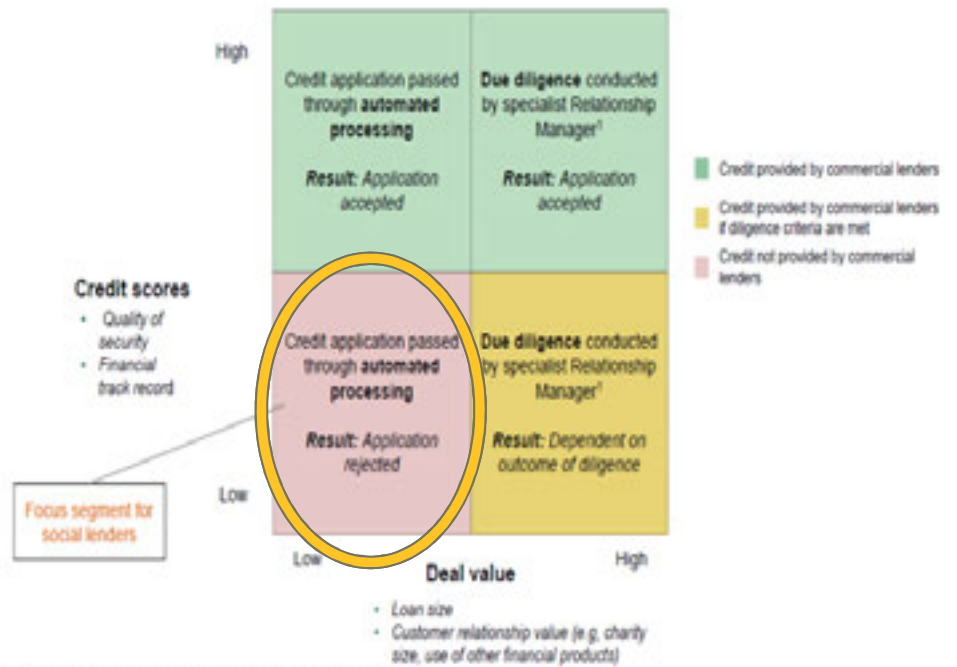 High
Credit application passed
through automated
processing
Result: Application
accepted
Due diligence conducted
by specialist Relationship
Manager¹
Result: Application
accepted
Credit provided by commercial lenders
Credit provided by commercial lenders
if diligence criteria are met
Credit not provided by commercial
lenders
Credit scores
• Quality of
security
• Financial
track record
Credit application passed
through automated
processing
Result: Application
rejected
Due diligence conducted
by specialist Relationship
Manager¹
Result: Dependent on
outcome of diligence
Low
Focus segment for
social lenders
Low
High
Deal value
• Loan size
• Customer relationship value (e.g, charity
size, use of other financial products)